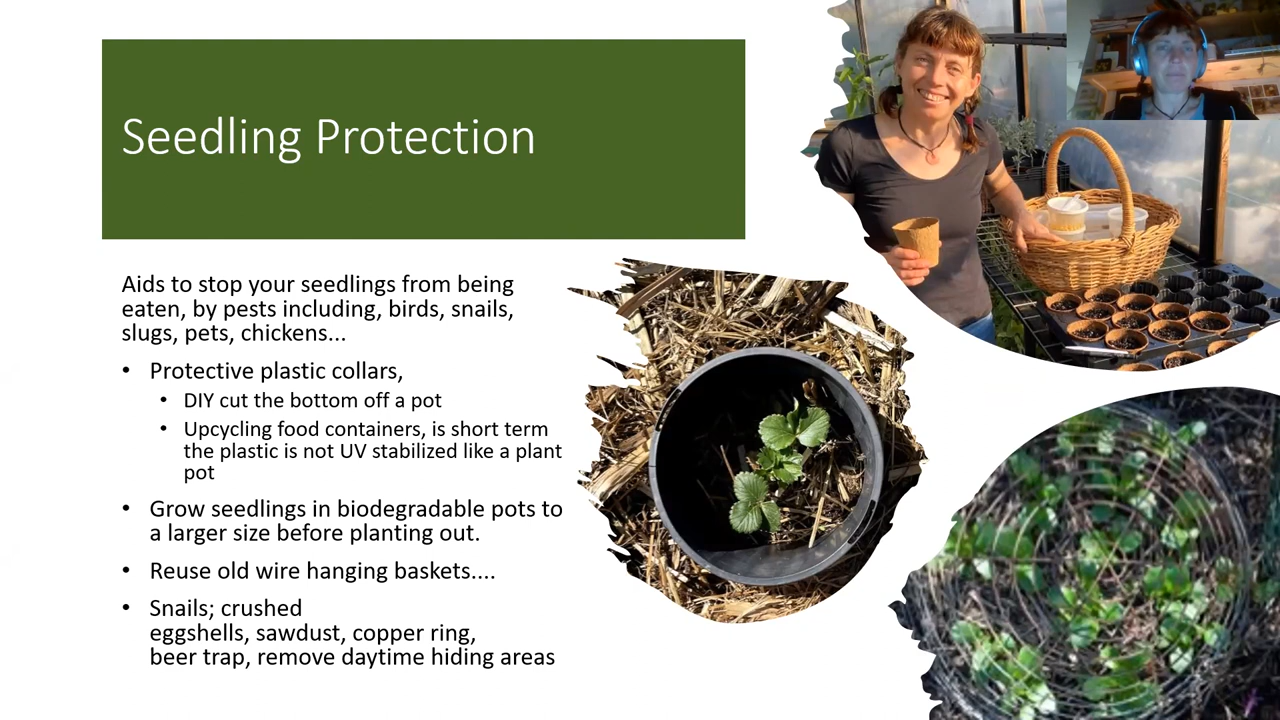 Seedling Protection
Aids to stop your seedlings from being
eaten, by pests including, birds, snails,
slugs, pets, chickens...
• Protective plastic collars,
• DIY cut the bottom off a pot
• Upcycling food containers, is short term
the plastic is not UV stabilized like a plant
pot
• Grow seedlings in biodegradable pots to
a larger size before planting out.
• Reuse old wire hanging baskets....
• Snails; crushed
eggshells, sawdust, copper ring,
beer trap, remove daytime hiding areas